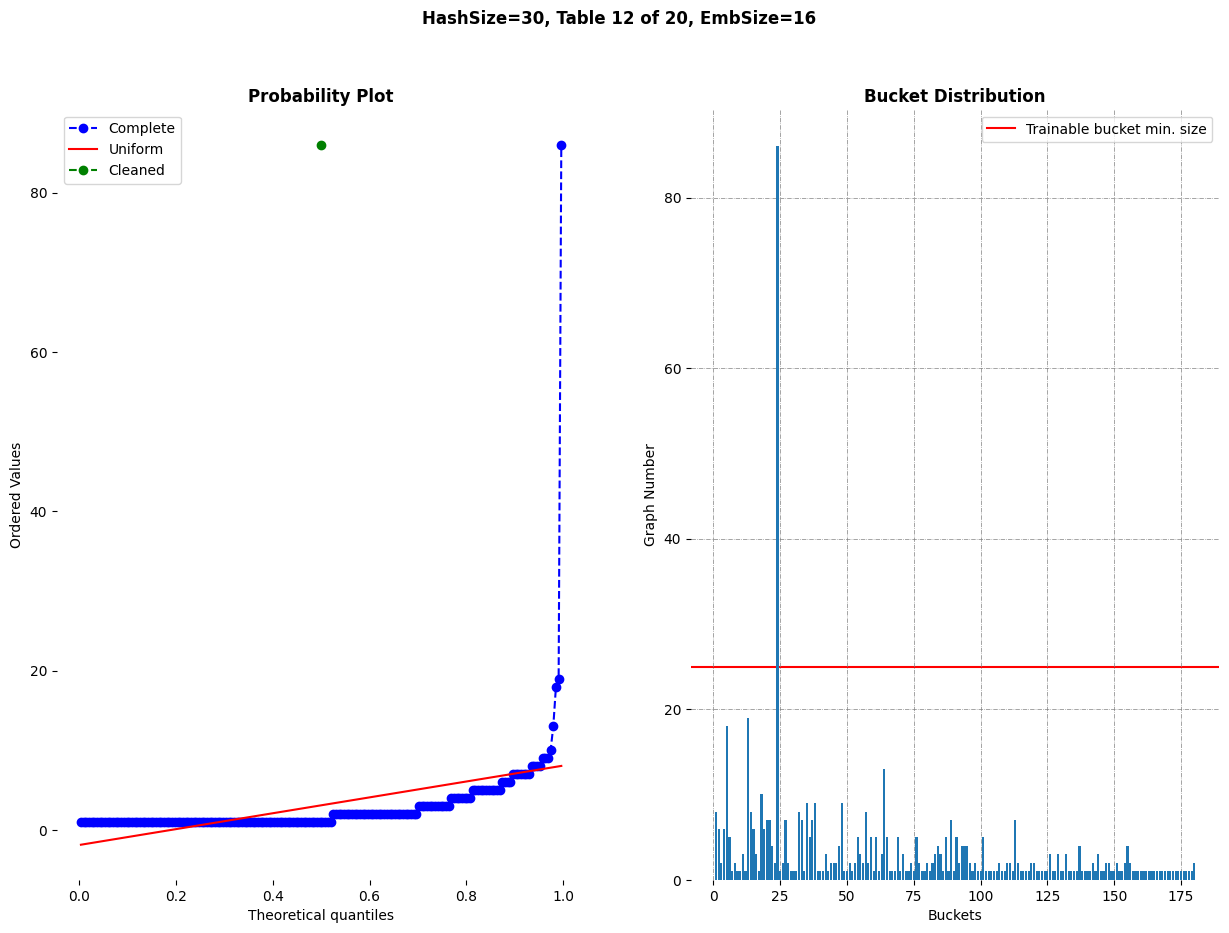 HashSize=30, Table 12 of 20, EmbSize=16
Probability Plot
Complete
Uniform
Cleaned
Ordered Values
80
60
40
20
0
0.0 0.2 0.4 0.6 0.8 1.0
Theoretical quantiles
Bucket Distribution
Trainable bucket min. size
Graph Number
80
60
40
20
0
0 25 50 75 100 125 150 175
Buckets